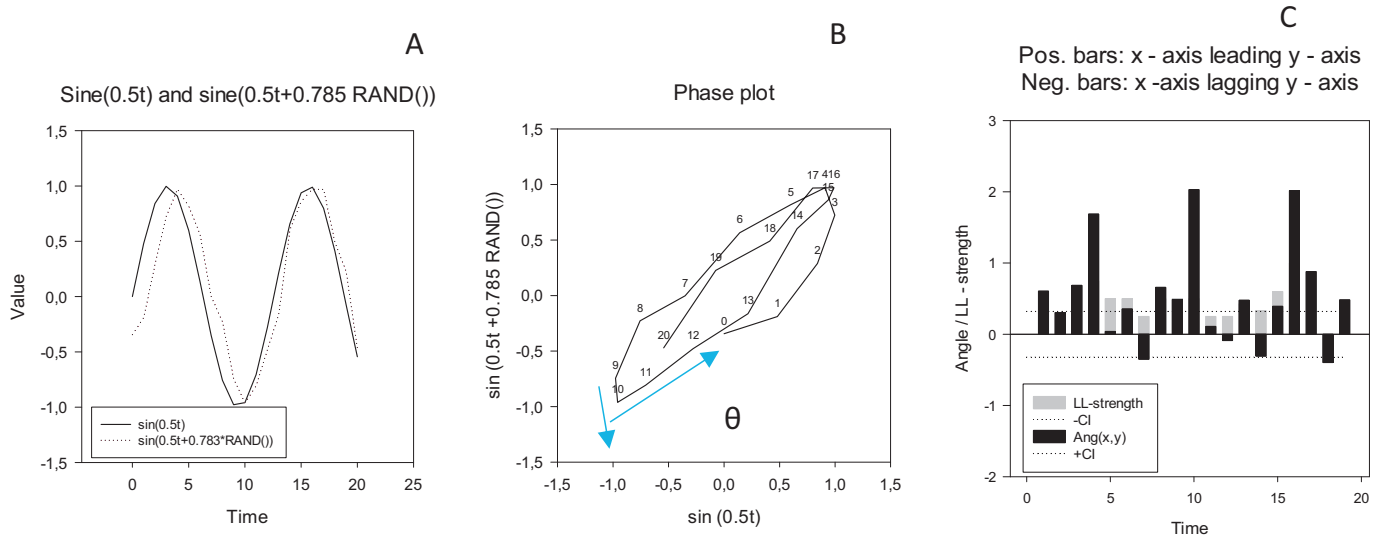 A
Sine(0.5t) and sine(0.5t+0.785 RAND())
Value
1,5
1,0
0,5
0,0
-0,5
-1,0
-1,5
sin(0.5t)
sin(0.5t+0.783*RAND())
0 5 10 15 20 25
Time
B
Phase plot
sin (0.5t +0.785 RAND())
1,5
1,0
0,5
0,0
-0,5
-1,0
-1,5
17 416
15
5
3
14
6
18
2
19
7
8
13
1
0
12
20
9
11
10
θ
-1,5 -1,0 -0,5 0,0 0,5 1,0 1,5
sin (0.5t)
C
Pos. bars: x - axis leading y - axis
Neg. bars: x -axis lagging y - axis
Angle / LL - strength
3
2
1
0
-1
-2
LL-strength
-CI
Ang(x,y)
+CI
0 5 10 15 20
Time